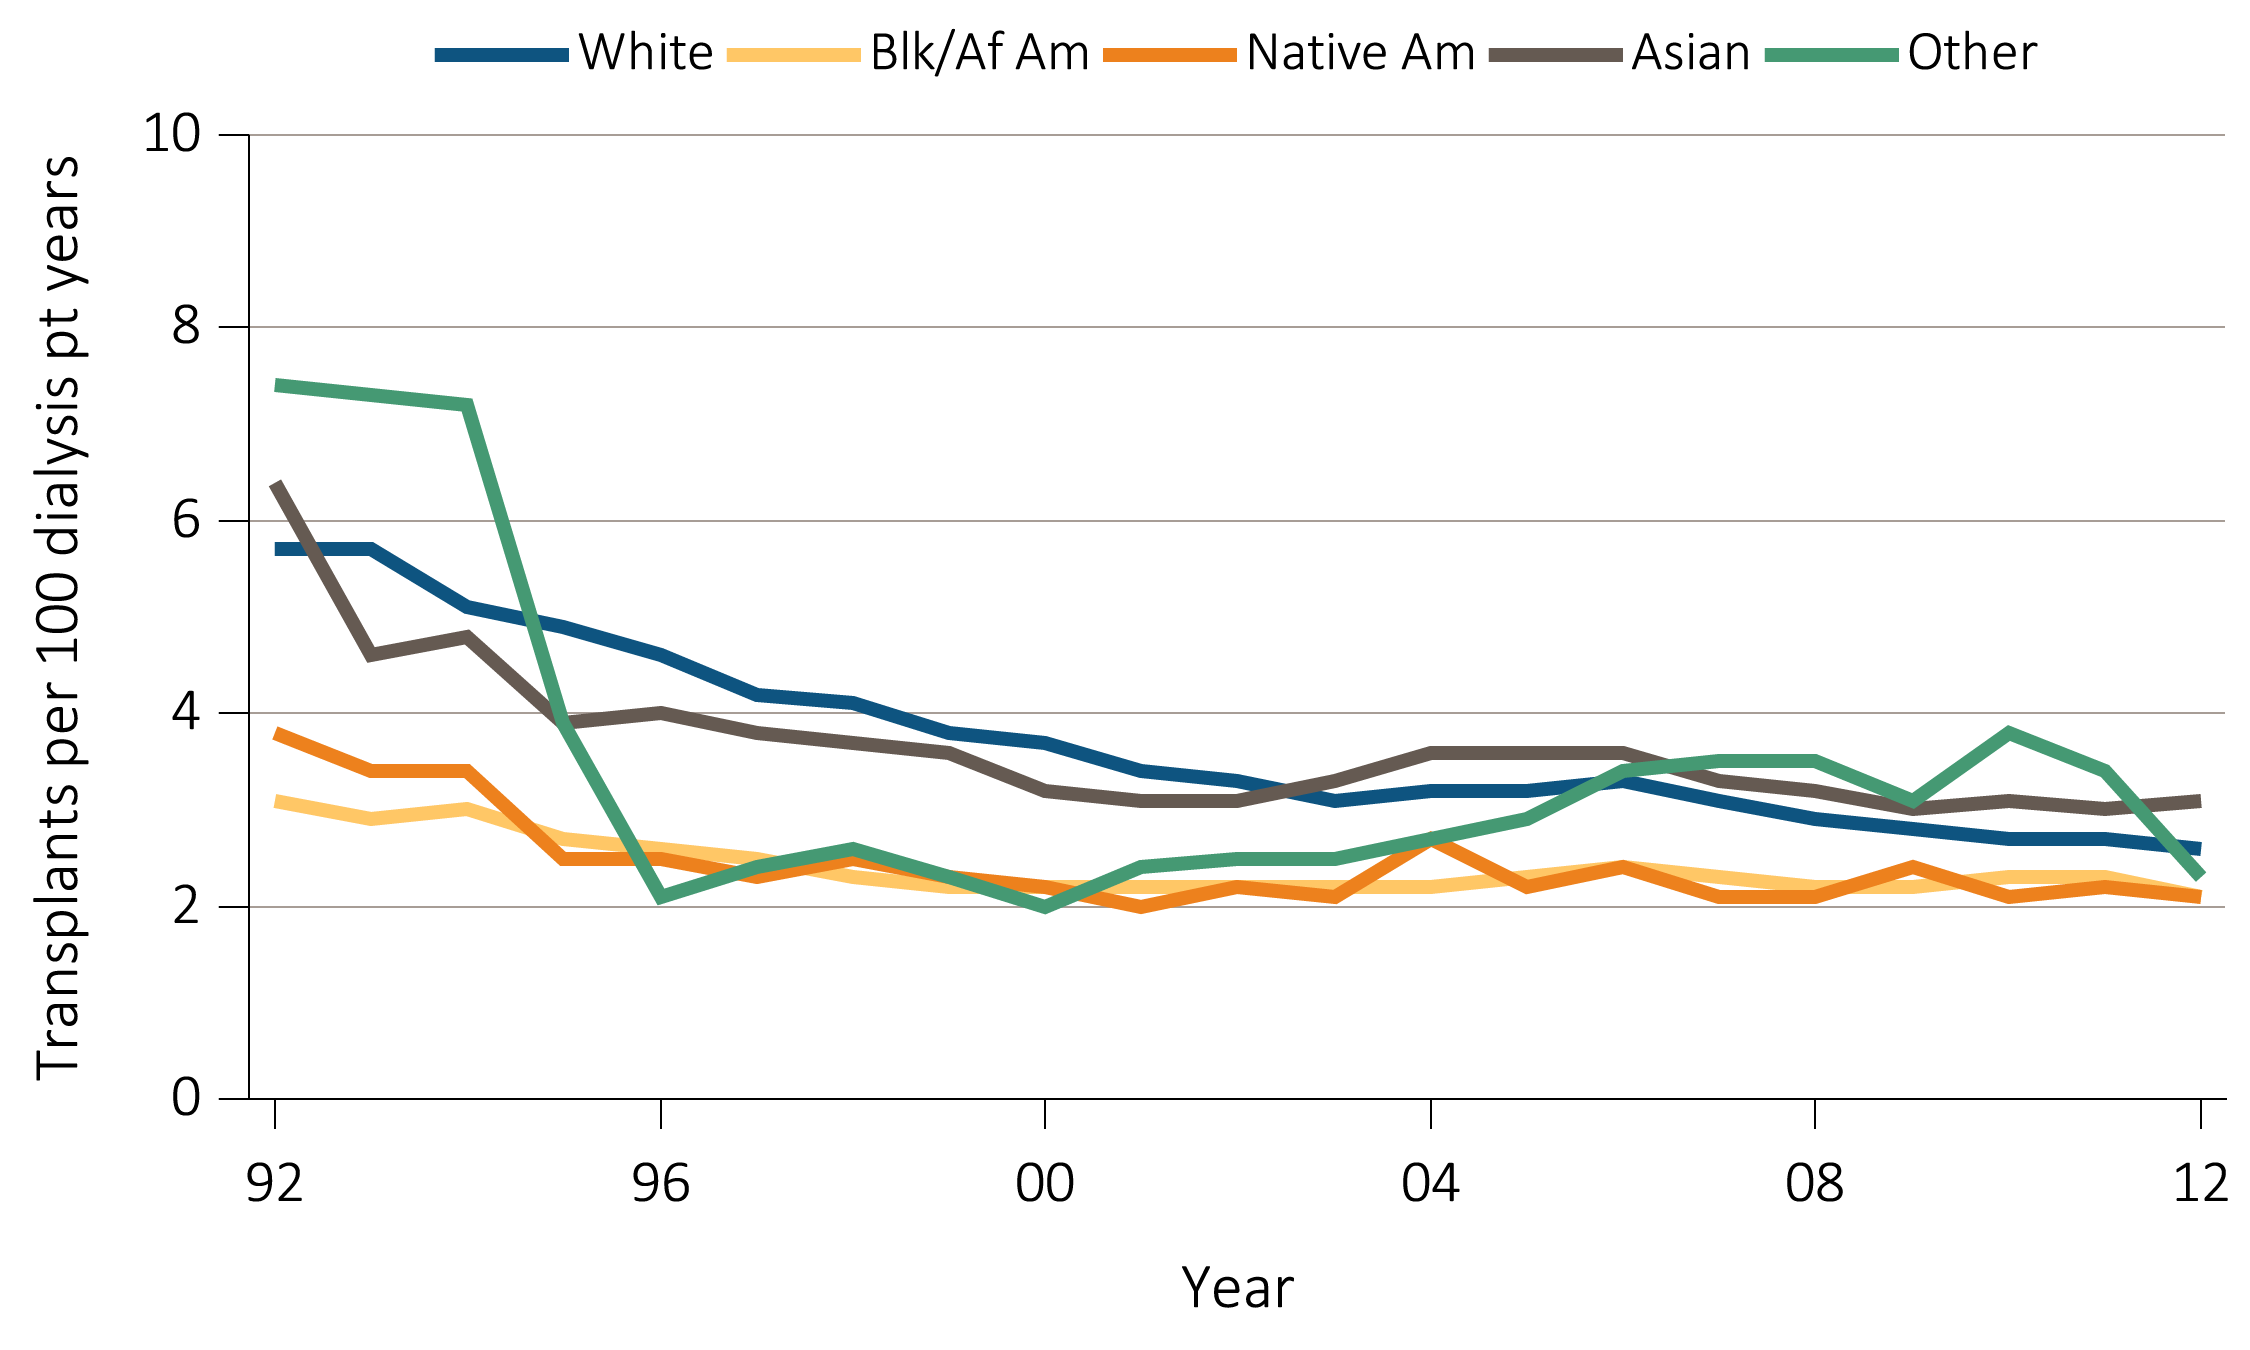 White Blk/Af Am Native Am Asian Other
Transplants per 100 dialysis pt years
10
8
6
4
2
0
92 96 00 04 08 12
Year